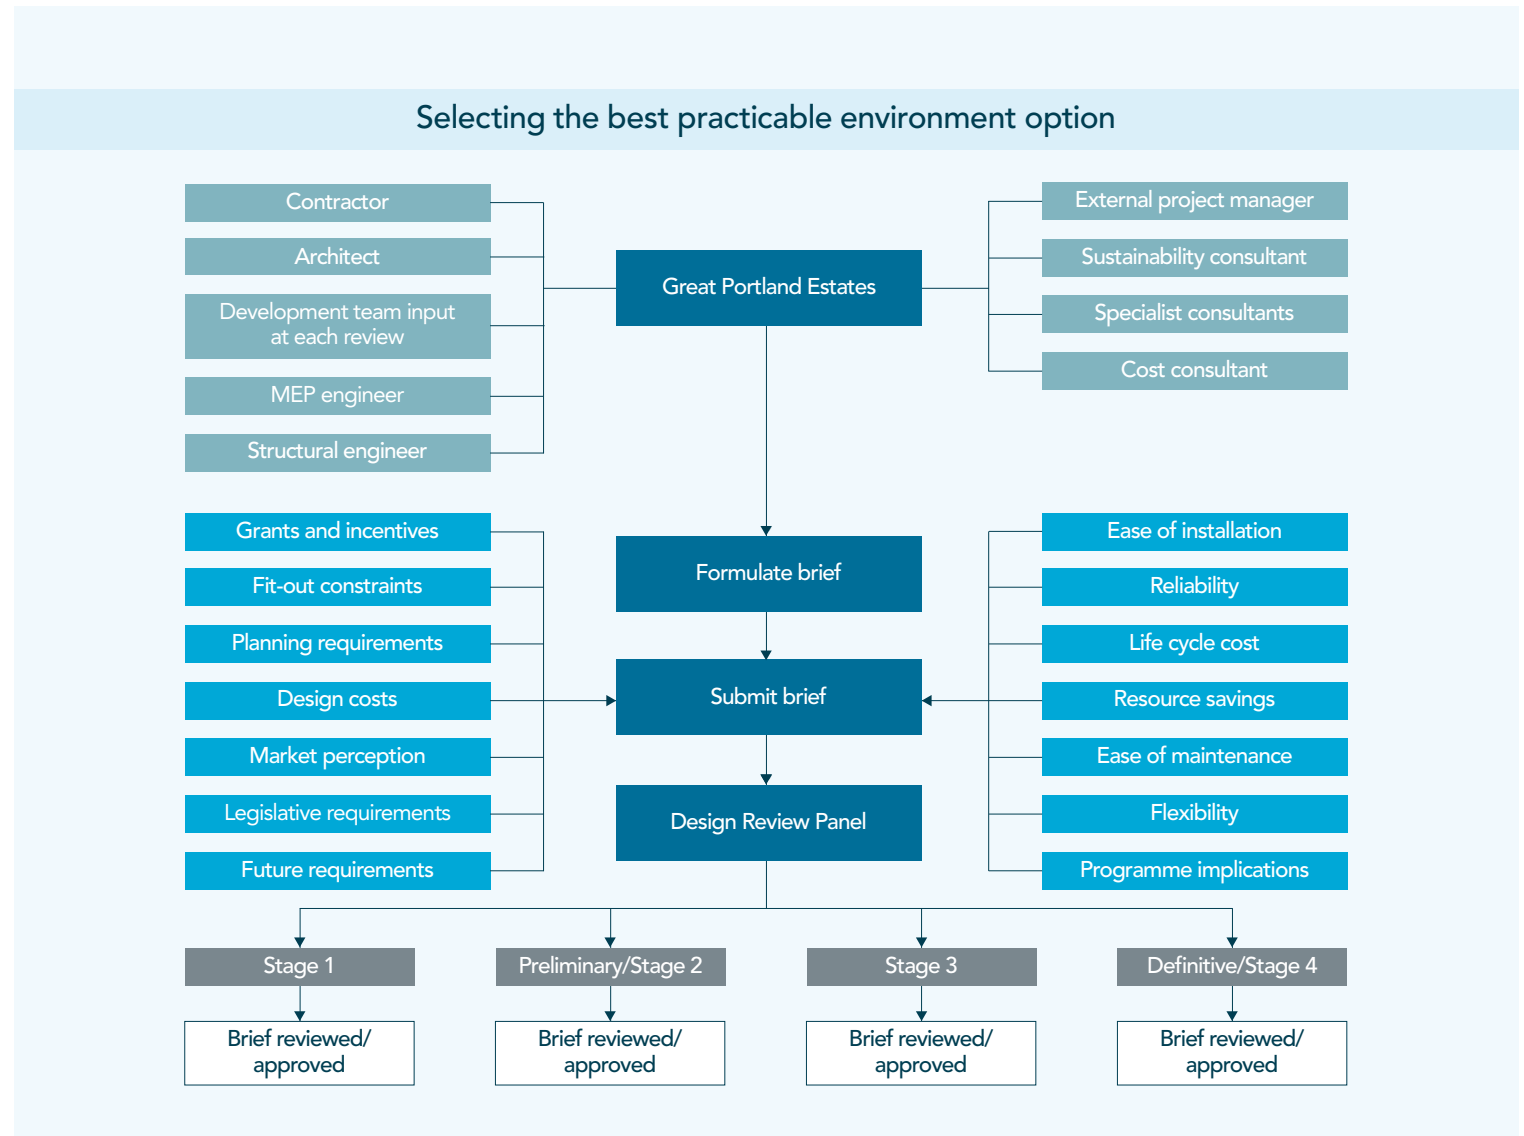 Selecting the best practicable environment option
Contractor
Architect
Development team input
at each review
MEP engineer
Structural engineer
Great Portland Estates
External project manager
Sustainability consultant
Specialist consultants
Cost consultant
Grants and incentives
Fit-out constraints
Planning requirements
Design costs
Market perception
Legislative requirements
Future requirements
Formulate brief
Submit brief
Design Review Panel
Ease of installation
Reliability
Life cycle cost
Resource savings
Ease of maintenance
Flexibility
Programme implications
Stage 1
Preliminary/Stage 2
Stage 3
Definitive/Stage 4
Brief reviewed/
approved
Brief reviewed/
approved
Brief reviewed/
approved
Brief reviewed/
approved